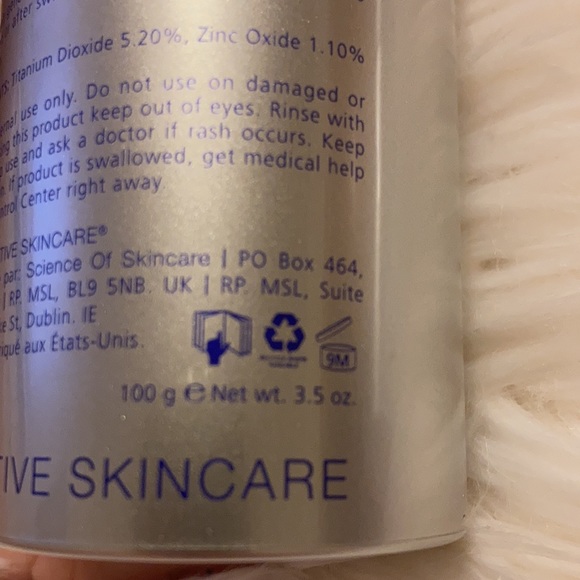 after
Titanium Dioxide 5.20%, Zinc Oxide 1.10%
use only. Do not use on damaged or
this product keep out of eyes. Rinse with
use and ask a doctor if rash occurs. Keep
if product is swallowed, get medical help
Center right away
TIVE SKINCARE®
par: Science Of Skincare | PO Box 464,
| RP. MSL, BL9 5NB. UK | RP. MSL, Suite
St, Dublin. IE
iqué aux États-Unis.
9M
100 g ℮ Net wt. 3.5 oz.
TIVE SKINCARE